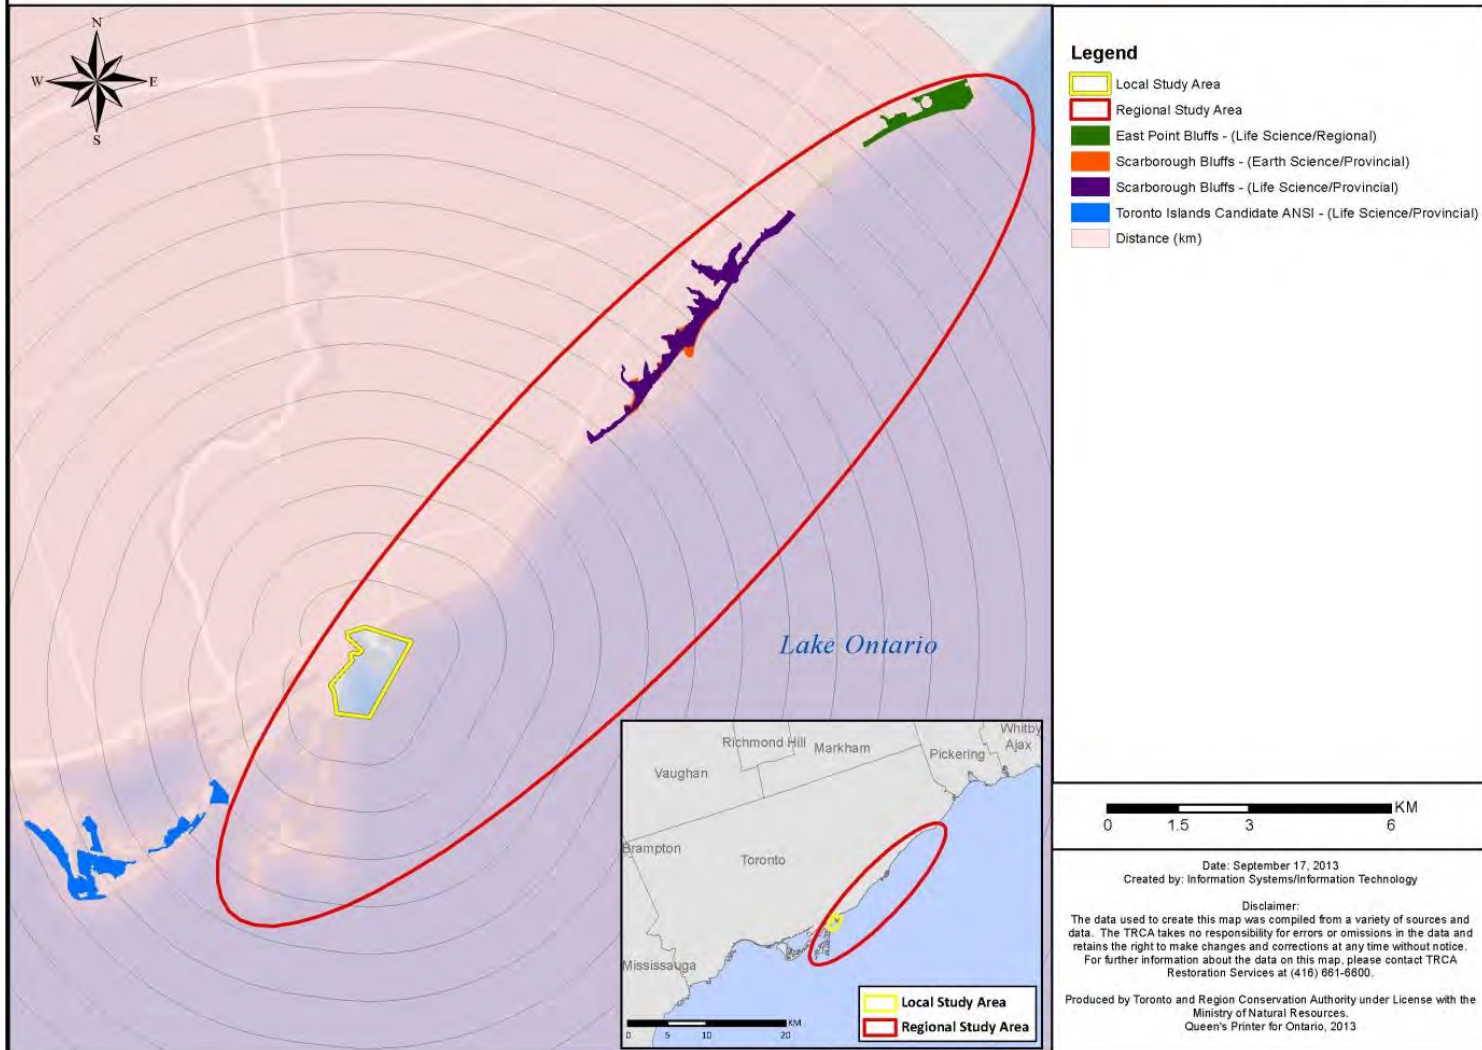 N
W
E
S
Lake Ontario
Richmond Hill
Markham
Whitby
Ajax
Pickering
Vaughan
Brampton
Toronto
Mississauga
KM
0 5 10 20
Local Study Area
Regional Study Area
Legend
Local Study Area
Regional Study Area
East Point Bluffs - (Life Science/Regional)
Scarborough Bluffs - (Earth Science/Provincial)
Scarborough Bluffs - (Life Science/Provincial)
Toronto Islands Candidate ANSI - (Life Science/Provincial)
Distance (km)
KM
0 1.5 3 6
Date: September 17, 2013
Created by: Information Systems/Information Technology
Disclaimer:
The data used to create this map was compiled from a variety of sources and
data. The TRCA takes no responsibility for errors or omissions in the data and
retains the right to make changes and corrections at any time without notice.
For further information about the data on this map, please contact TRCA
Restoration Services at (416) 661-6600.
Produced by Toronto and Region Conservation Authority under License with the
Ministry of Natural Resources.
Queen's Printer for Ontario, 2013